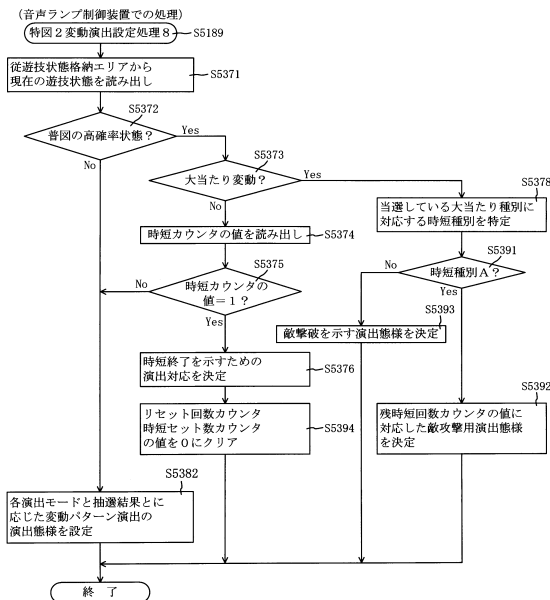 (音声ランプ制御装置での処理)
特図2変動演出設定処理8
S5189
従遊技状態格納エリアから
現在の遊技状態を読み出し
S5371
S5372
普図の高確率状態?
Yes
No
S5373
大当たり変動?
Yes
No
S5378
当選している大当たり種別に
対応する時短種別を特定
時短カウンタの値を読み出し
S5374
S5375
時短カウンタの
値=1?
No
Yes
S5391
時短種別A?
No
Yes
S5393
敵撃破を示す演出態様を決定
時短終了を示すための
演出対応を決定
S5376
S5392
残時短回数カウンタの値に
対応した敵攻撃用演出態様
を決定
リセット回数カウンタ
時短セット数カウンタ
の値を0にクリア
S5394
S5382
各演出モードと抽選結果とに
応じた変動パターン演出の
演出態様を設定
終 了